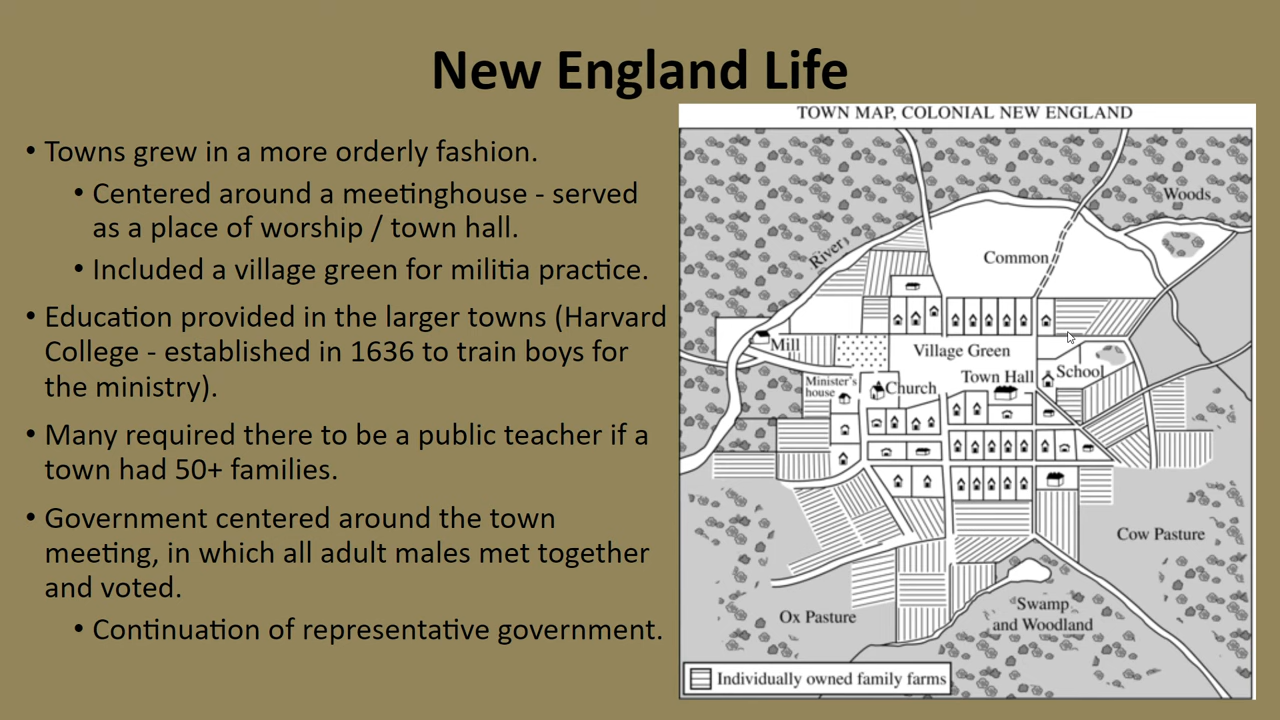 New England Life
• Towns grew in a more orderly fashion.
• Centered around a meetinghouse - served
as a place of worship / town hall.
• Included a village green for militia practice.
• Education provided in the larger towns (Harvard
College - established in 1636 to train boys for
the ministry).
• Many required there to be a public teacher if a
town had 50+ families.
• Government centered around the town
meeting, in which all adult males met together
and voted.
• Continuation of representative government.
TOWN MAP, COLONIAL NEW ENGLAND
Woods
River
Common
Mill
Village Green
Minister's
house
Church
Town Hall
School
Cow Pasture
Ox Pasture
Swamp
and Woodland
Individually owned family farms